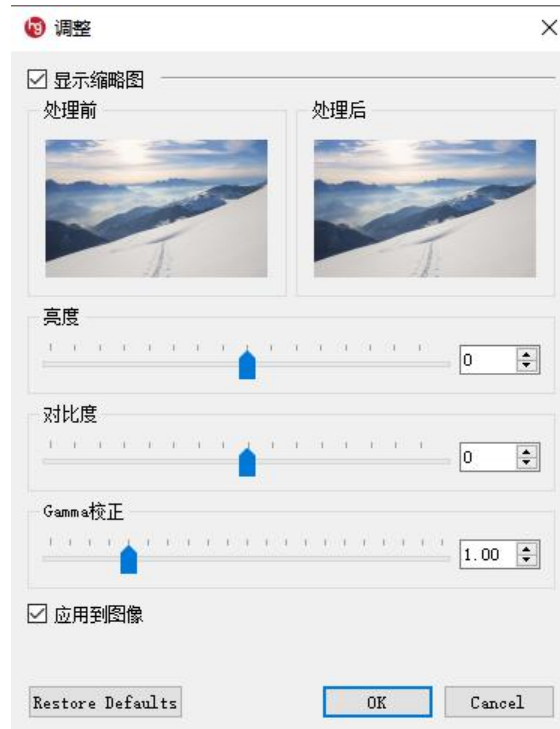 hg 调整
显示缩略图
处理前 处理后
亮度
0
对比度
0
Gamma校正
1.00
应用到图像
Restore Defaults OK Cancel